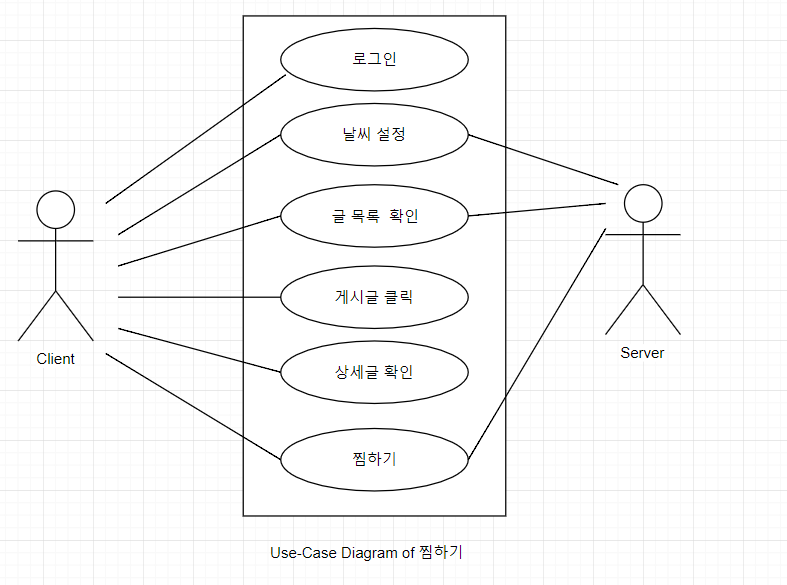 로그인
날씨 설정
글 목록 확인
게시글 클릭
상세글 확인
찜하기
Client
Server
Use-Case Diagram of 찜하기